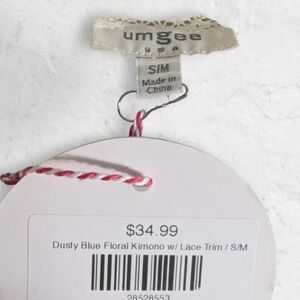 umgee
usa
S/M
Made in
China
$34.99
Dusty Blue Floral Kimono w/ Lace Trim / S/M
28528553